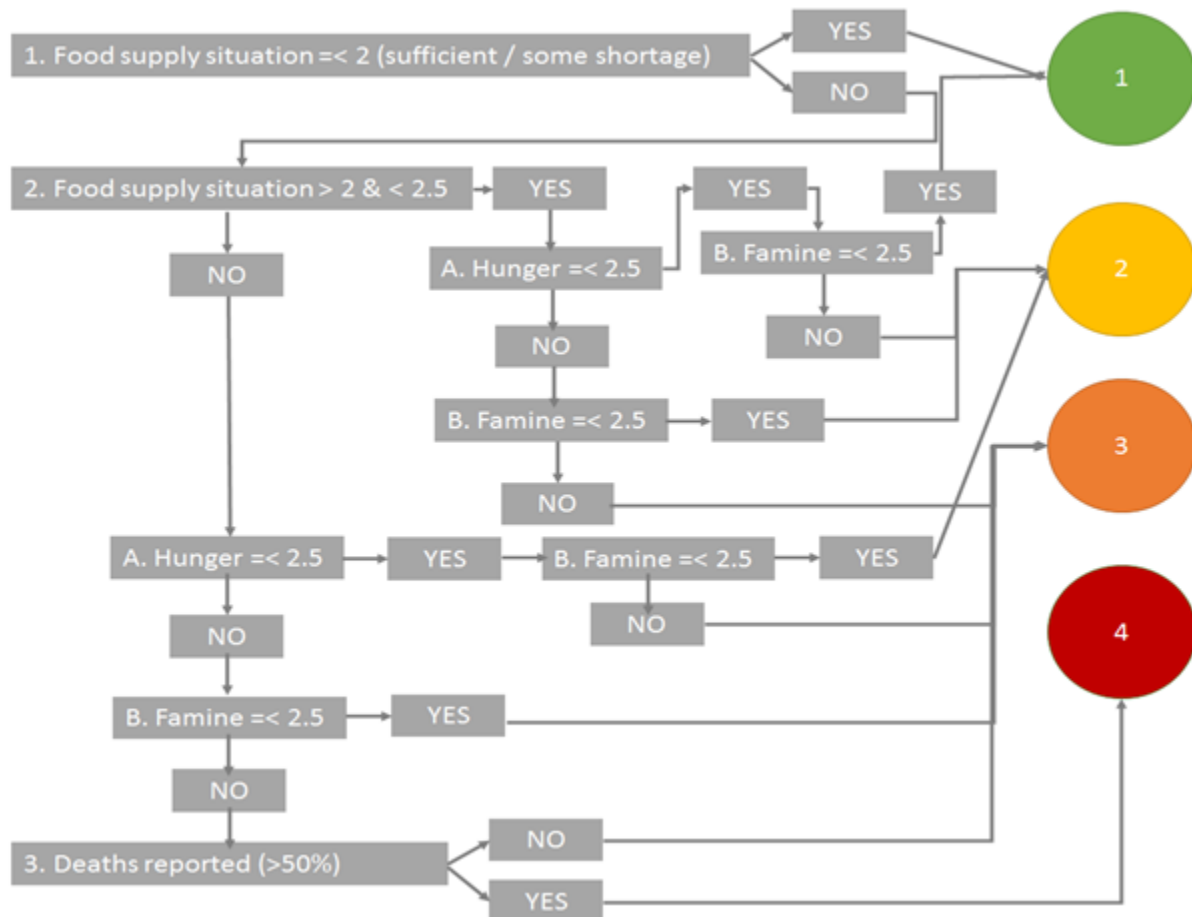 1. Food supply situation =< 2 (sufficient / some shortage)
YES
NO
1
2. Food supply situation > 2 & < 2.5
YES
YES
YES
NO
A. Hunger =< 2.5
B. Famine =< 2.5
2
NO
NO
B. Famine =< 2.5
YES
3
NO
A. Hunger =< 2.5
YES
B. Famine =< 2.5
YES
NO
NO
4
B. Famine =< 2.5
YES
NO
3. Deaths reported (>50%)
NO
YES